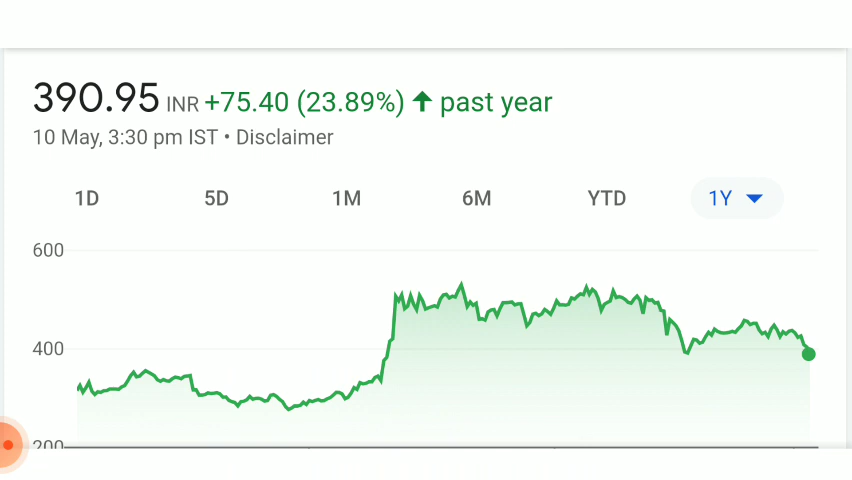 390.95 INR +75.40 (23.89%) ↑ past year
10 May, 3:30 pm IST • Disclaimer
1D 5D 1M 6M YTD 1Y
600
400
200